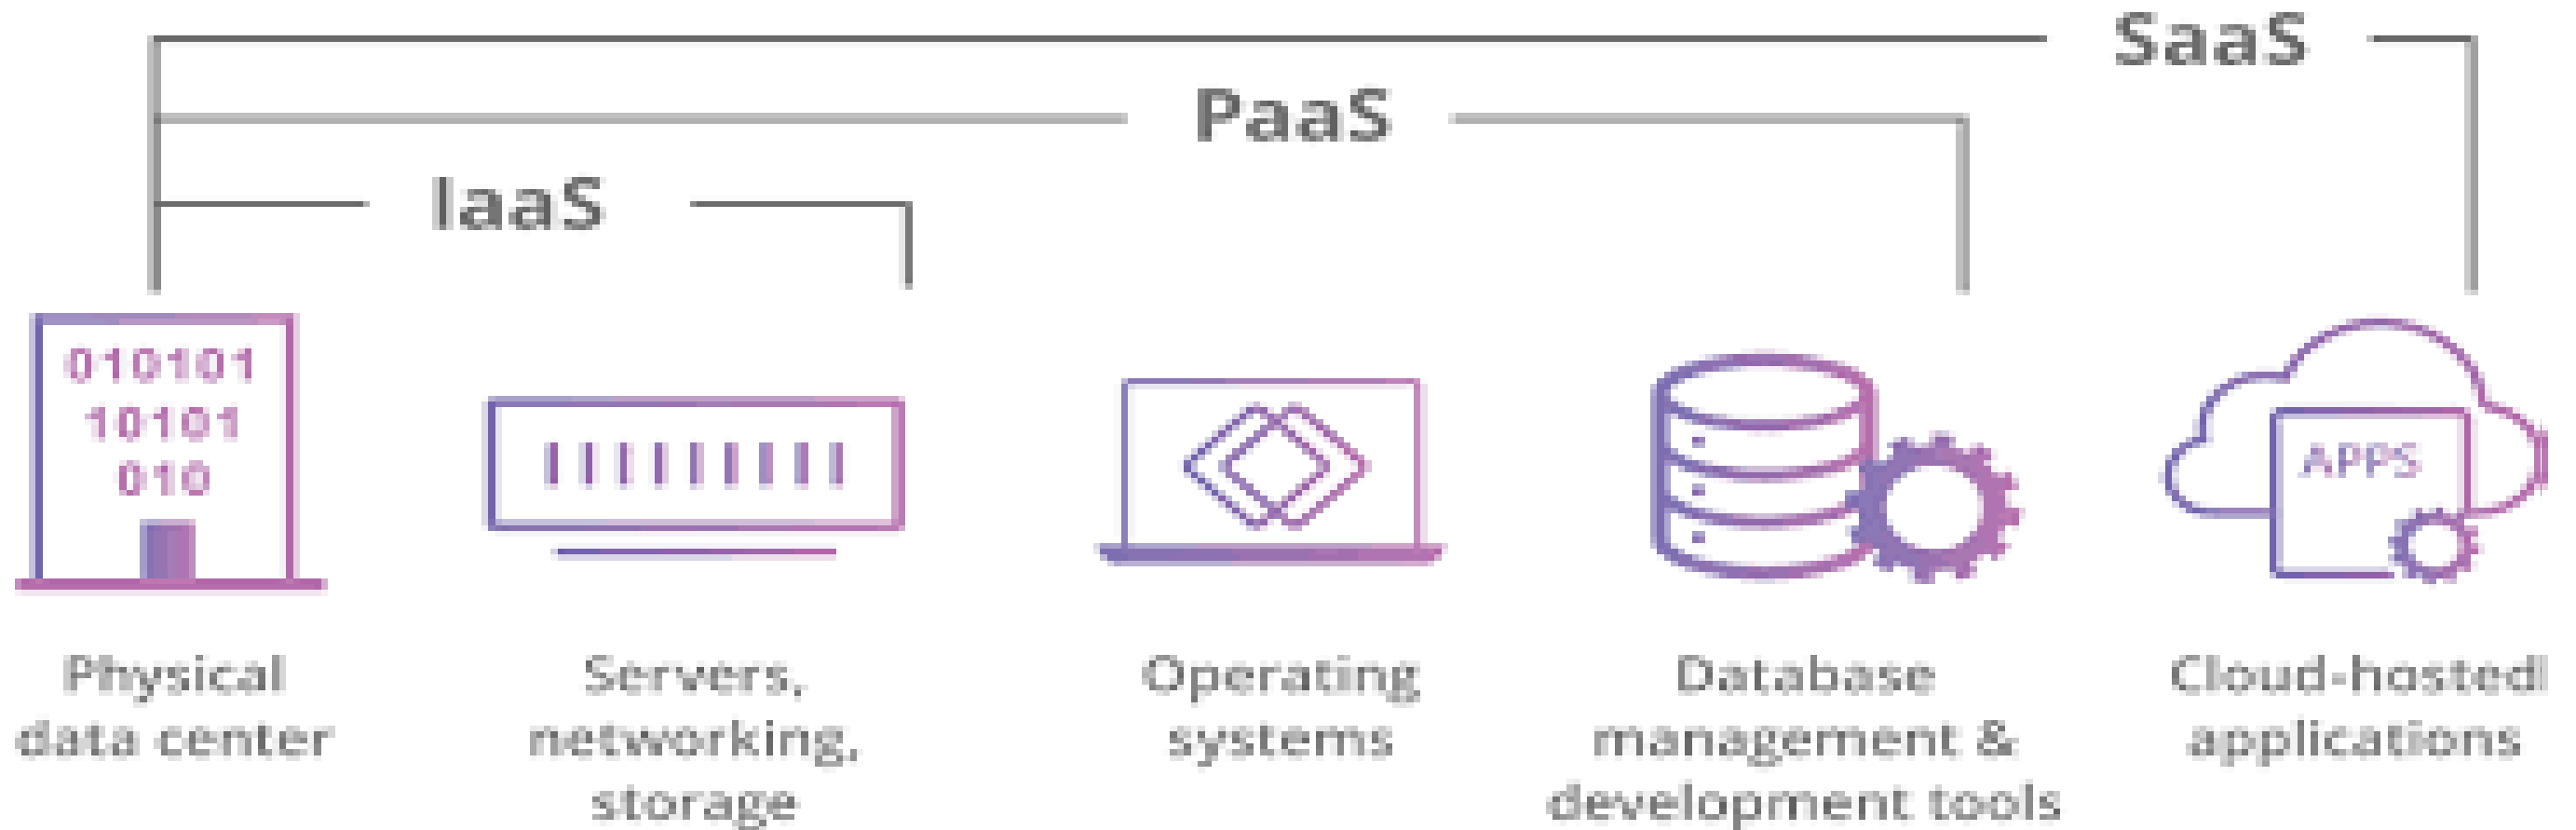 SaaS
PaaS
IaaS
010101
10101
010
APPS
Physical
data center
Servers,
networking,
storage
Operating
systems
Database
management &
development tools
Cloud-hosted
applications